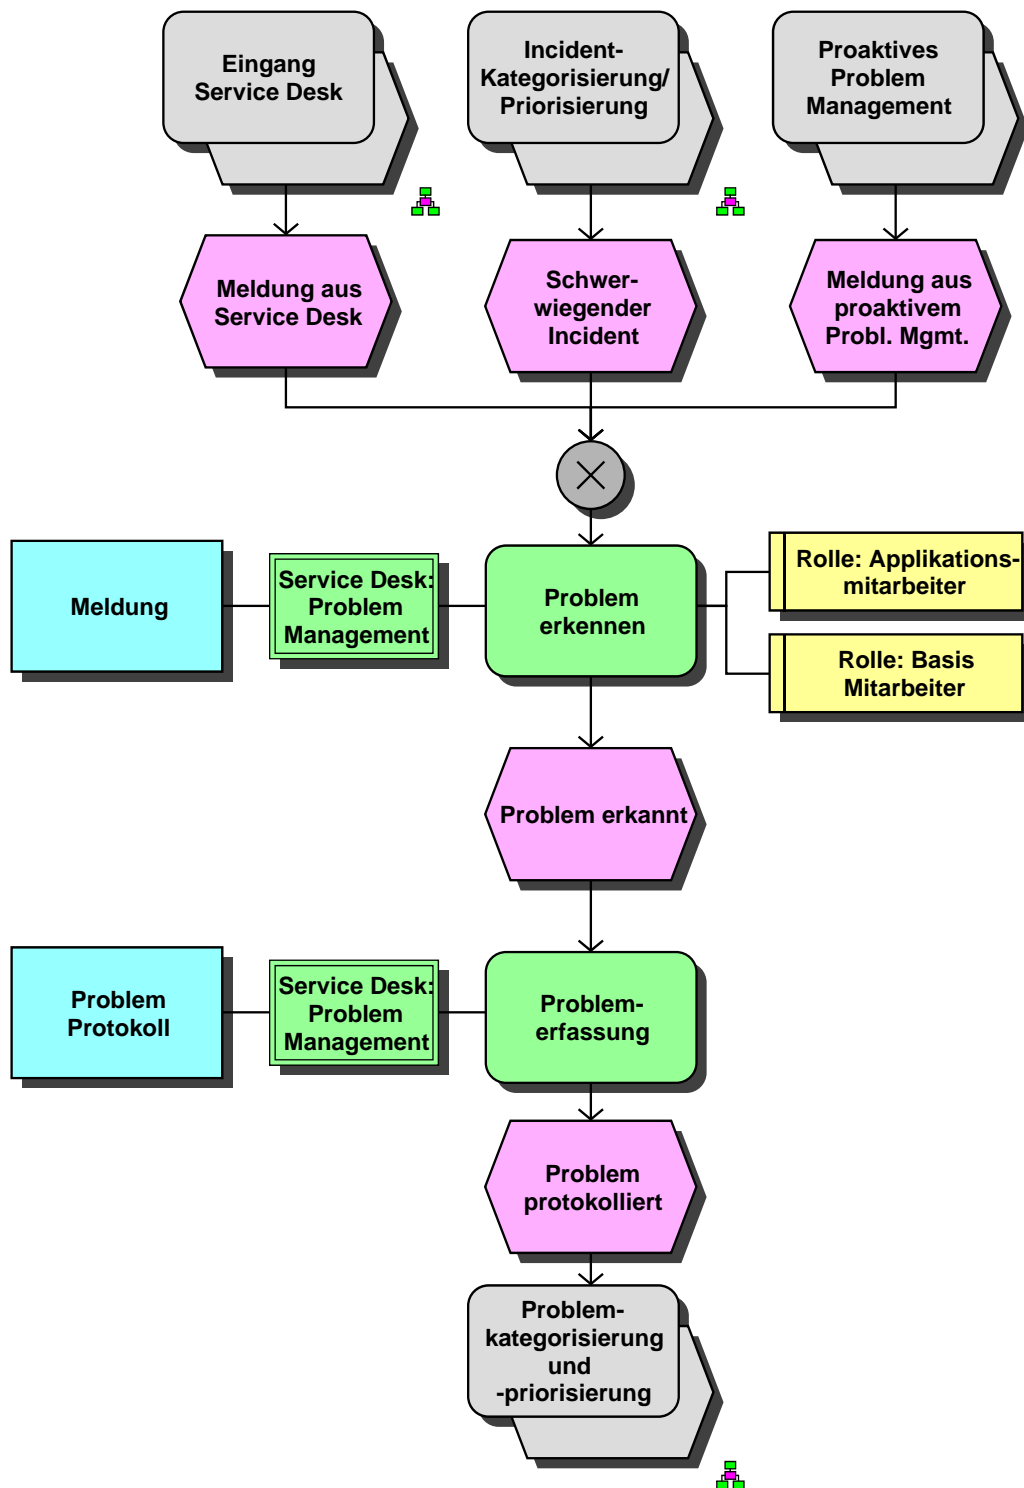 Eingang
Service Desk
Incident-
Kategorisierung/
Priorisierung
Proaktives
Problem
Management
Meldung aus
Service Desk
Schwer-
wiegender
Incident
Meldung aus
proaktivem
Probl. Mgmt.
Meldung
Service Desk:
Problem
Management
Problem
erkennen
Rolle: Applikations-
mitarbeiter
Rolle: Basis
Mitarbeiter
Problem erkannt
Problem
Protokoll
Service Desk:
Problem
Management
Problem-
erfassung
Problem
protokolliert
Problem-
kategorisierung
und
-priorisierung